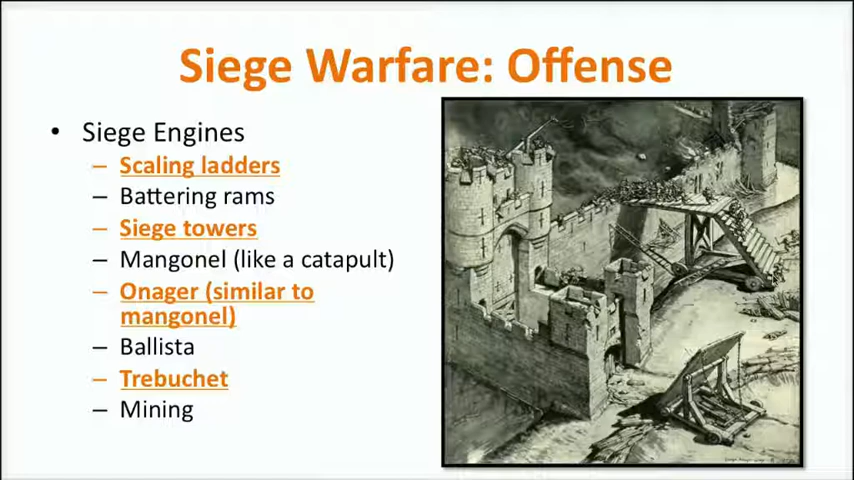 Siege Warfare: Offense
• Siege Engines
– Scaling ladders
– Battering rams
– Siege towers
– Mangonel (like a catapult)
– Onager (similar to
mangonel)
– Ballista
– Trebuchet
– Mining